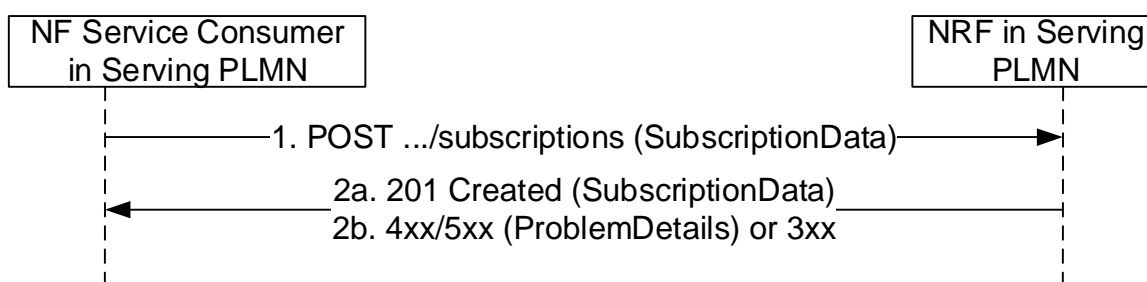 NF Service Consumer
in Serving PLMN
NRF in Serving
PLMN
1. POST .../subscriptions (SubscriptionData)
2a. 201 Created (SubscriptionData)
2b. 4xx/5xx (ProblemDetails) or 3xx